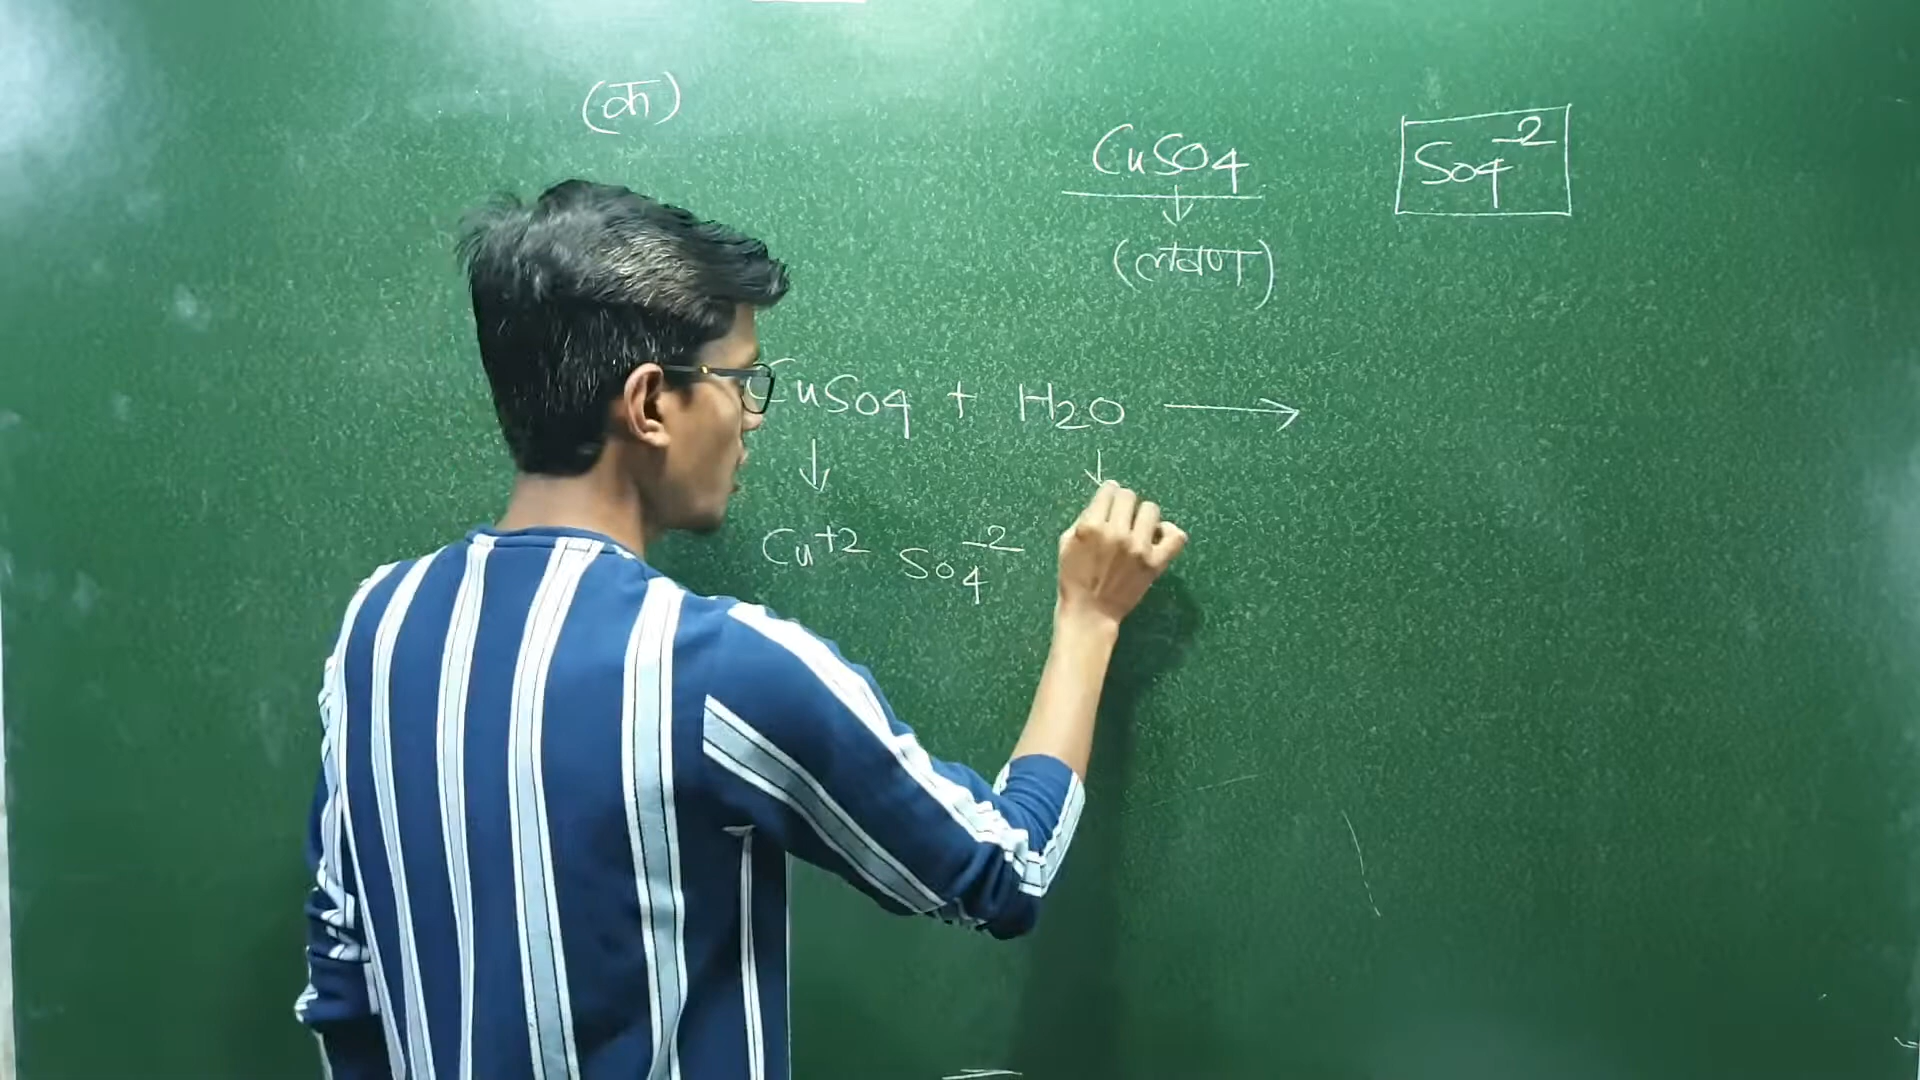 (क)
CuSO4
SO4-2
↓
(लवण)
CuSO4 + H2O →
↓ ↓
Cu+2 SO4-2